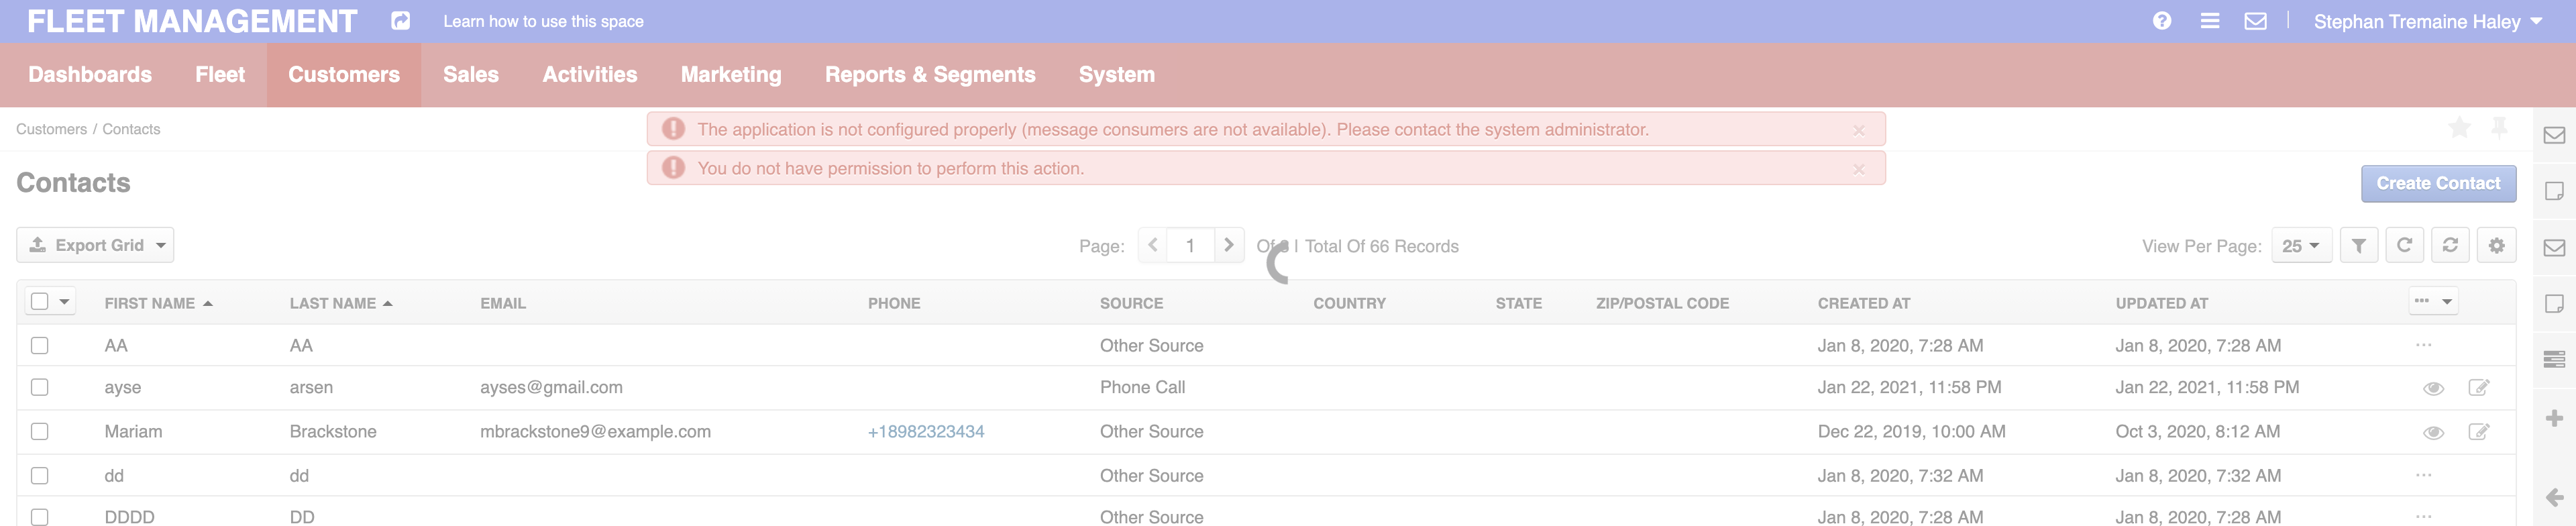 FLEET MANAGEMENT Learn how to use this space Stephan Tremaine Haley
Dashboards Fleet Customers Sales Activities Marketing Reports & Segments System
Customers / Contacts
The application is not configured properly (message consumers are not available). Please contact the system administrator.
You do not have permission to perform this action.
Contacts
Create Contact
Export Grid Page: 1 Of | Total Of 66 Records View Per Page: 25
FIRST NAME LAST NAME EMAIL PHONE SOURCE COUNTRY STATE ZIP/POSTAL CODE CREATED AT UPDATED AT
AA AA Other Source Jan 8, 2020, 7:28 AM Jan 8, 2020, 7:28 AM
ayse arsen ayses@gmail.com Phone Call Jan 22, 2021, 11:58 PM Jan 22, 2021, 11:58 PM
Mariam Brackstone mbrackstone9@example.com +18982323434 Other Source Dec 22, 2019, 10:00 AM Oct 3, 2020, 8:12 AM
dd dd Other Source Jan 8, 2020, 7:32 AM Jan 8, 2020, 7:32 AM
DDDD DD Other Source Jan 8, 2020, 7:28 AM Jan 8, 2020, 7:28 AM